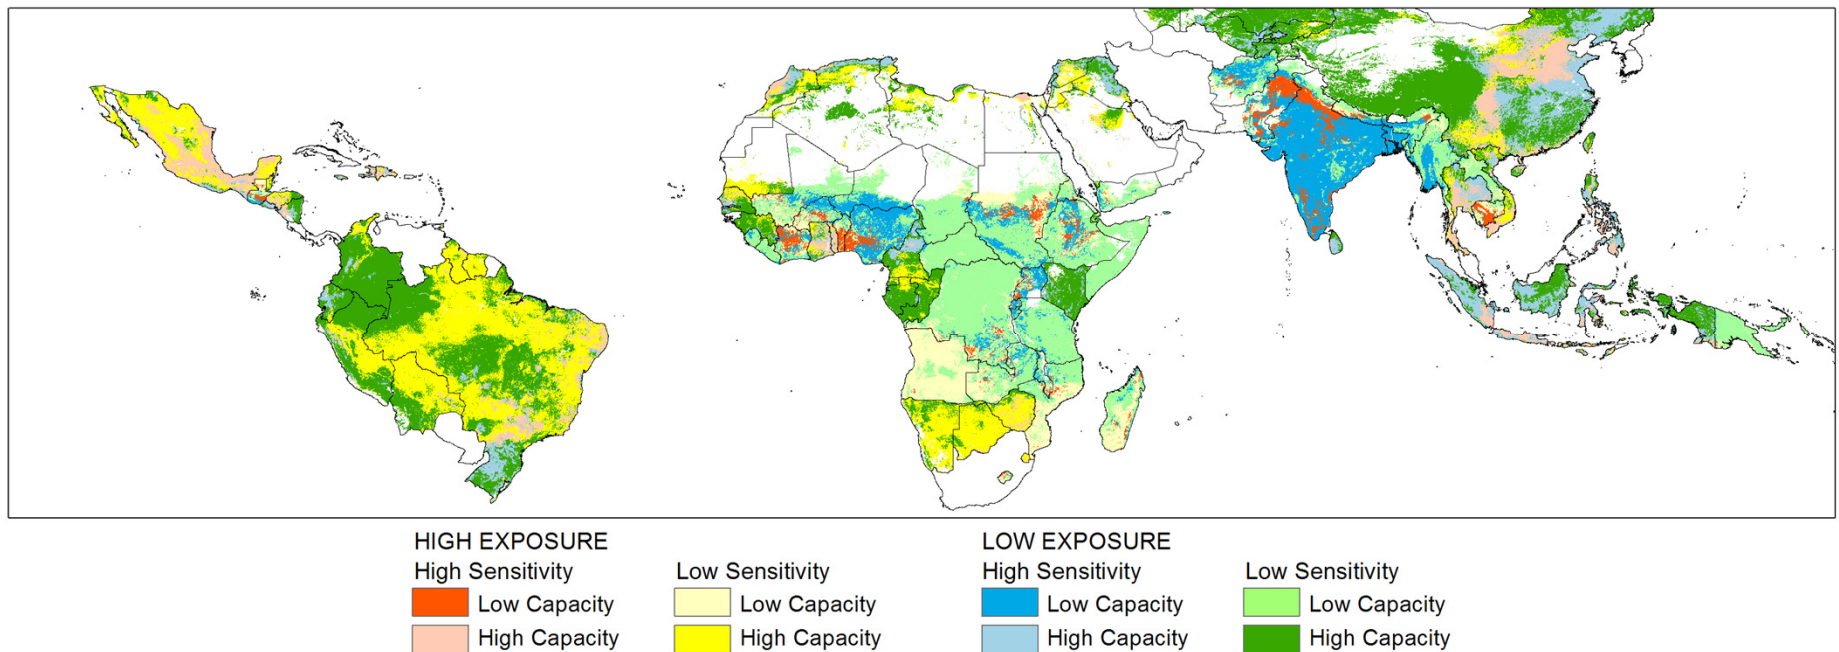 HIGH EXPOSURE LOW EXPOSURE
High Sensitivity Low Sensitivity High Sensitivity Low Sensitivity
Low Capacity Low Capacity Low Capacity Low Capacity
High Capacity High Capacity High Capacity High Capacity